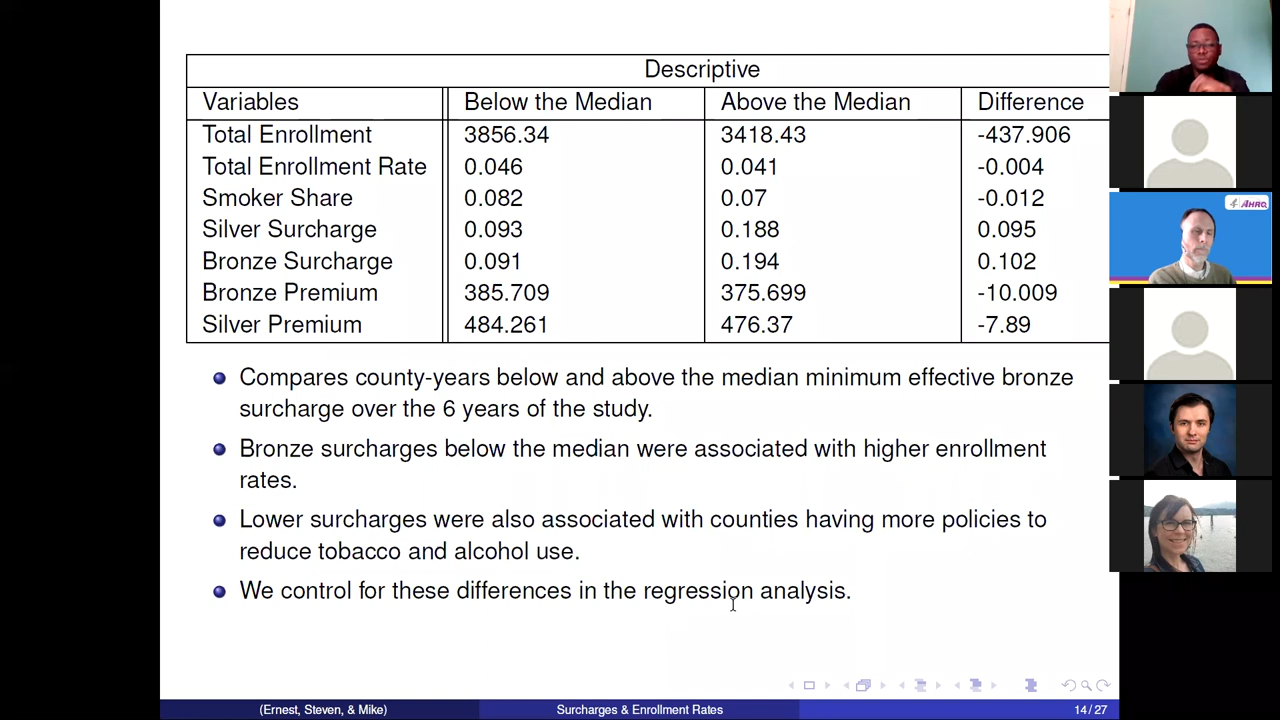 Descriptive
Variables Below the Median Above the Median Difference
Total Enrollment 3856.34 3418.43 -437.906
Total Enrollment Rate 0.046 0.041 -0.004
Smoker Share 0.082 0.07 -0.012
Silver Surcharge 0.093 0.188 0.095
Bronze Surcharge 0.091 0.194 0.102
Bronze Premium 385.709 375.699 -10.009
Silver Premium 484.261 476.37 -7.89
Compares county-years below and above the median minimum effective bronze
surcharge over the 6 years of the study.
Bronze surcharges below the median were associated with higher enrollment
rates.
Lower surcharges were also associated with counties having more policies to
reduce tobacco and alcohol use.
We control for these differences in the regression analysis.
(Ernest, Steven, & Mike) Surcharges & Enrollment Rates 14 / 27
AHRQ